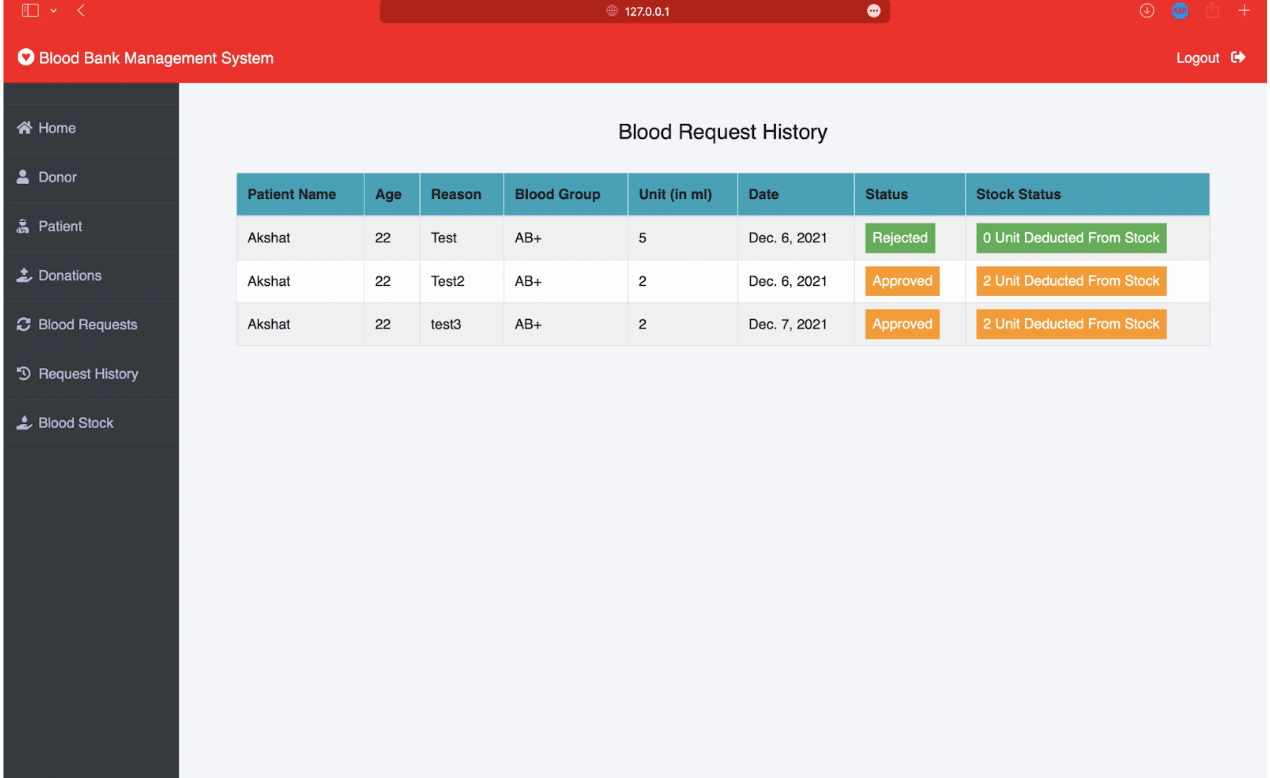 127.0.0.1
Blood Bank Management System
Logout
Home
Donor
Patient
Donations
Blood Requests
Request History
Blood Stock
Blood Request History
Patient Name Age Reason Blood Group Unit (in ml) Date Status Stock Status
Akshat 22 Test AB+ 5 Dec. 6, 2021 Rejected 0 Unit Deducted From Stock
Akshat 22 Test2 AB+ 2 Dec. 6, 2021 Approved 2 Unit Deducted From Stock
Akshat 22 test3 AB+ 2 Dec. 7, 2021 Approved 2 Unit Deducted From Stock